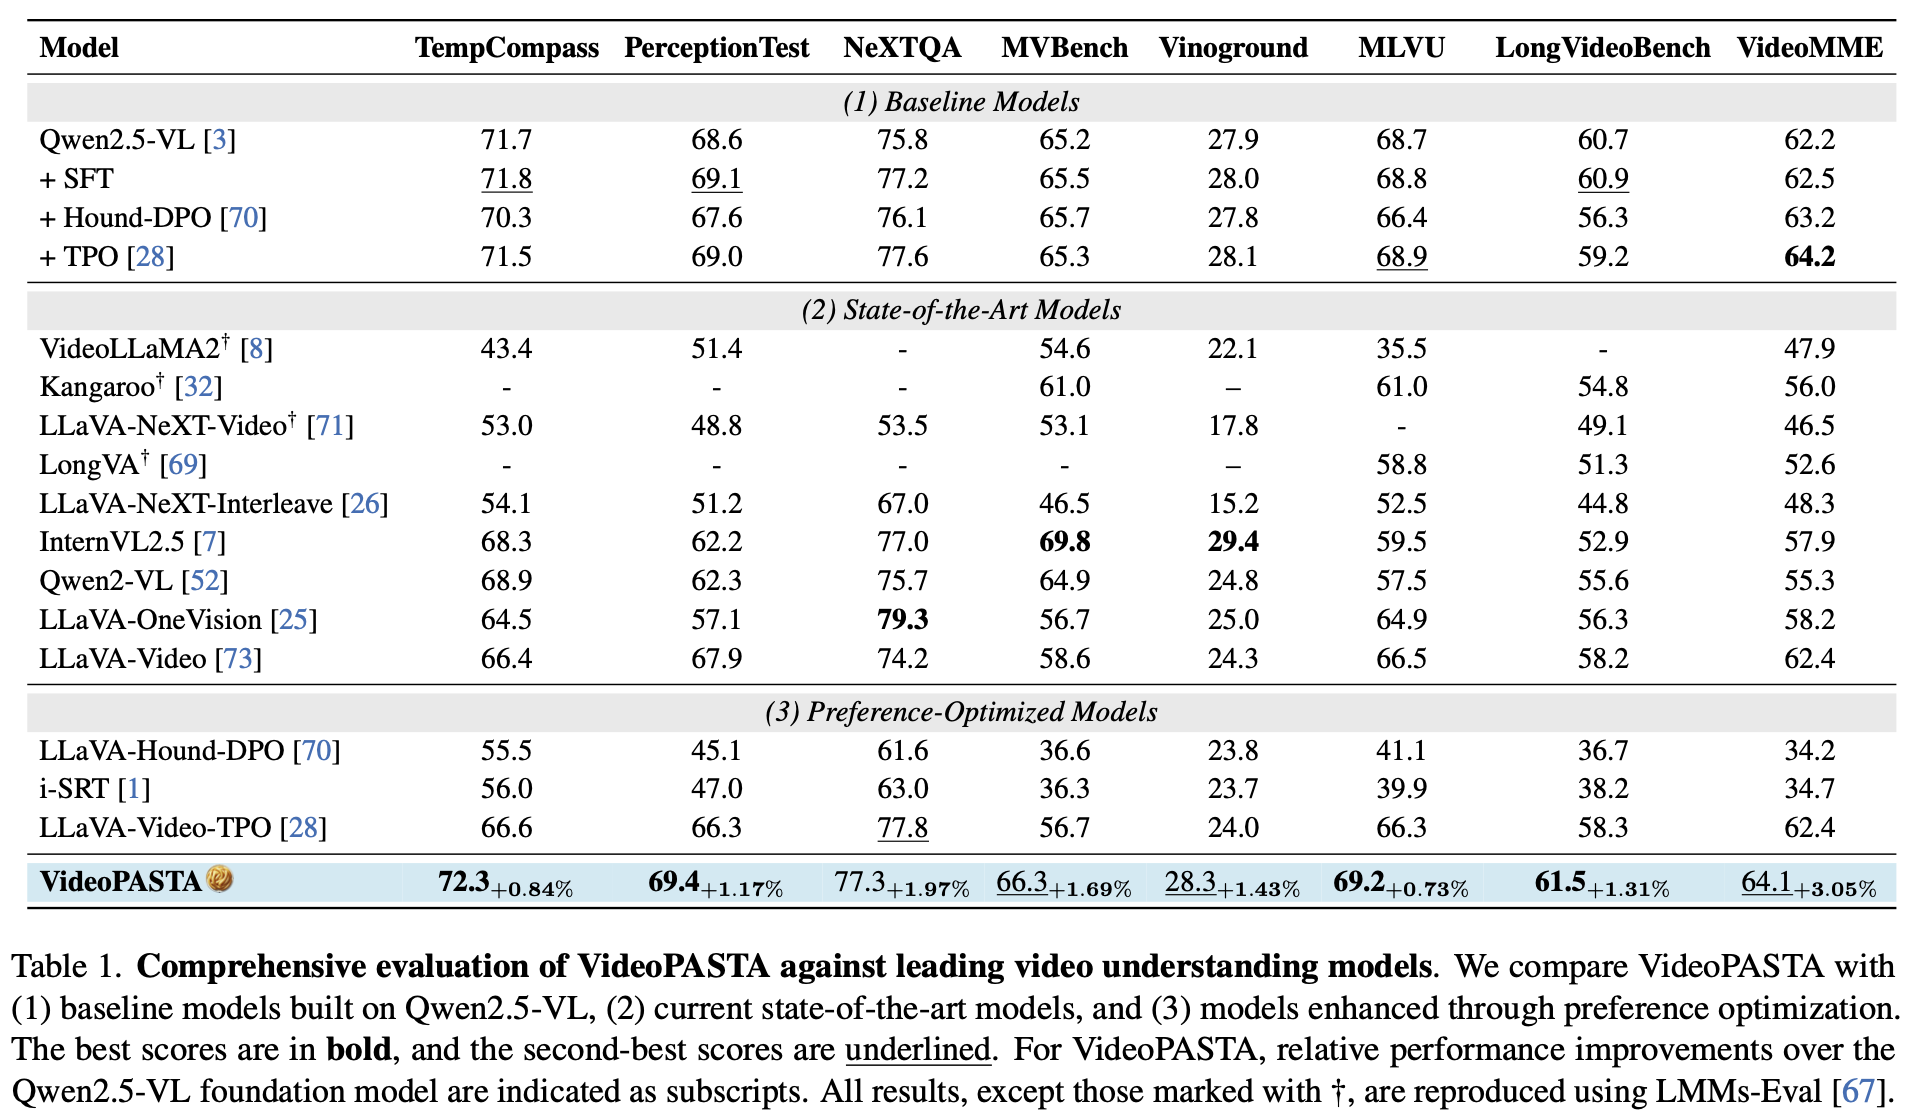 Model TempCompass PerceptionTest NeXTQA MVBench Vinoground MLVU LongVideoBench VideoMME
(1) Baseline Models
Qwen2.5-VL [3] 71.7 68.6 75.8 65.2 27.9 68.7 60.7 62.2
+ SFT 71.8 69.1 77.2 65.5 28.0 68.8 60.9 62.5
+ Hound-DPO [70] 70.3 67.6 76.1 65.7 27.8 66.4 56.3 63.2
+ TPO [28] 71.5 69.0 77.6 65.3 28.1 68.9 59.2 64.2
(2) State-of-the-Art Models
VideoLLaMA2† [8] 43.4 51.4 - 54.6 22.1 35.5 - 47.9
Kangaroo† [32] - - - 61.0 – 61.0 54.8 56.0
LLaVA-NeXT-Video† [71] 53.0 48.8 53.5 53.1 17.8 - 49.1 46.5
LongVA† [69] - - - - – 58.8 51.3 52.6
LLaVA-NeXT-Interleave [26] 54.1 51.2 67.0 46.5 15.2 52.5 44.8 48.3
InternVL2.5 [7] 68.3 62.2 77.0 69.8 29.4 59.5 52.9 57.9
Qwen2-VL [52] 68.9 62.3 75.7 64.9 24.8 57.5 55.6 55.3
LLaVA-OneVision [25] 64.5 57.1 79.3 56.7 25.0 64.9 56.3 58.2
LLaVA-Video [73] 66.4 67.9 74.2 58.6 24.3 66.5 58.2 62.4
(3) Preference-Optimized Models
LLaVA-Hound-DPO [70] 55.5 45.1 61.6 36.6 23.8 41.1 36.7 34.2
i-SRT [1] 56.0 47.0 63.0 36.3 23.7 39.9 38.2 34.7
LLaVA-Video-TPO [28] 66.6 66.3 77.8 56.7 24.0 66.3 58.3 62.4
VideoPASTA 72.3+0.84% 69.4+1.17% 77.3+1.97% 66.3+1.69% 28.3+1.43% 69.2+0.73% 61.5+1.31% 64.1+3.05%
Table 1. Comprehensive evaluation of VideoPASTA against leading video understanding models. We compare VideoPASTA with
(1) baseline models built on Qwen2.5-VL, (2) current state-of-the-art models, and (3) models enhanced through preference optimization.
The best scores are in bold, and the second-best scores are underlined. For VideoPASTA, relative performance improvements over the
Qwen2.5-VL foundation model are indicated as subscripts. All results, except those marked with †, are reproduced using LMMs-Eval [67].